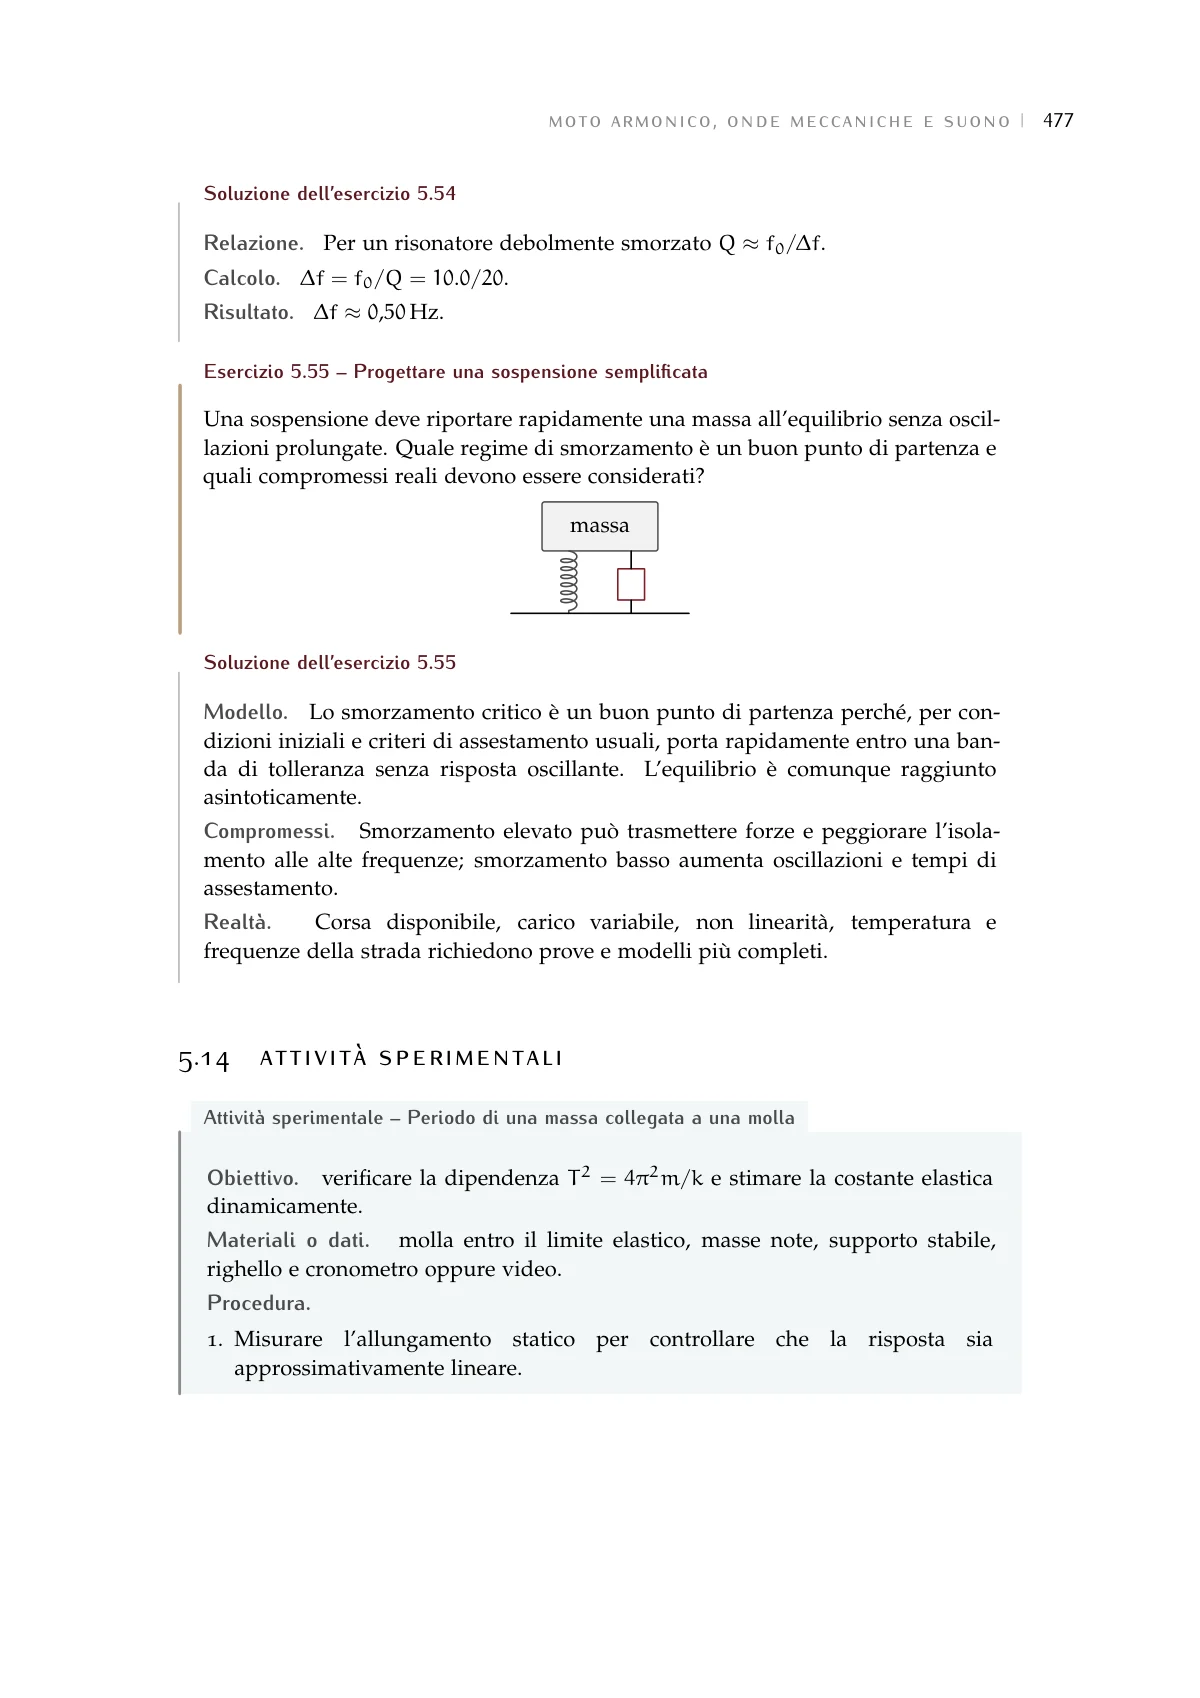 MOTO ARMONICO, ONDE MECCANICHE E SUONO | 477
Soluzione dell'esercizio 5.54
Relazione. Per un risonatore debolmente smorzato Q ≈ f₀/Δf.
Calcolo. Δf = f₀/Q = 10.0/20.
Risultato. Δf ≈ 0,50 Hz.
Esercizio 5.55 – Progettare una sospensione semplificata
Una sospensione deve riportare rapidamente una massa all'equilibrio senza oscil-
lazioni prolungate. Quale regime di smorzamento è un buon punto di partenza e
quali compromessi reali devono essere considerati?
massa
Soluzione dell'esercizio 5.55
Modello. Lo smorzamento critico è un buon punto di partenza perché, per con-
dizioni iniziali e criteri di assestamento usuali, porta rapidamente entro una ban-
da di tolleranza senza risposta oscillante. L'equilibrio è comunque raggiunto
asintoticamente.
Compromessi. Smorzamento elevato può trasmettere forze e peggiorare l'isola-
mento alle alte frequenze; smorzamento basso aumenta oscillazioni e tempi di
assestamento.
Realtà. Corsa disponibile, carico variabile, non linearità, temperatura e
frequenze della strada richiedono prove e modelli più completi.
5.14 ATTIVITÀ SPERIMENTALI
Attività sperimentale – Periodo di una massa collegata a una molla
Obiettivo. verificare la dipendenza T² = 4π²m/k e stimare la costante elastica
dinamicamente.
Materiali o dati. molla entro il limite elastico, masse note, supporto stabile,
righello e cronometro oppure video.
Procedura.
1. Misurare l'allungamento statico per controllare che la risposta sia
approssimativamente lineare.